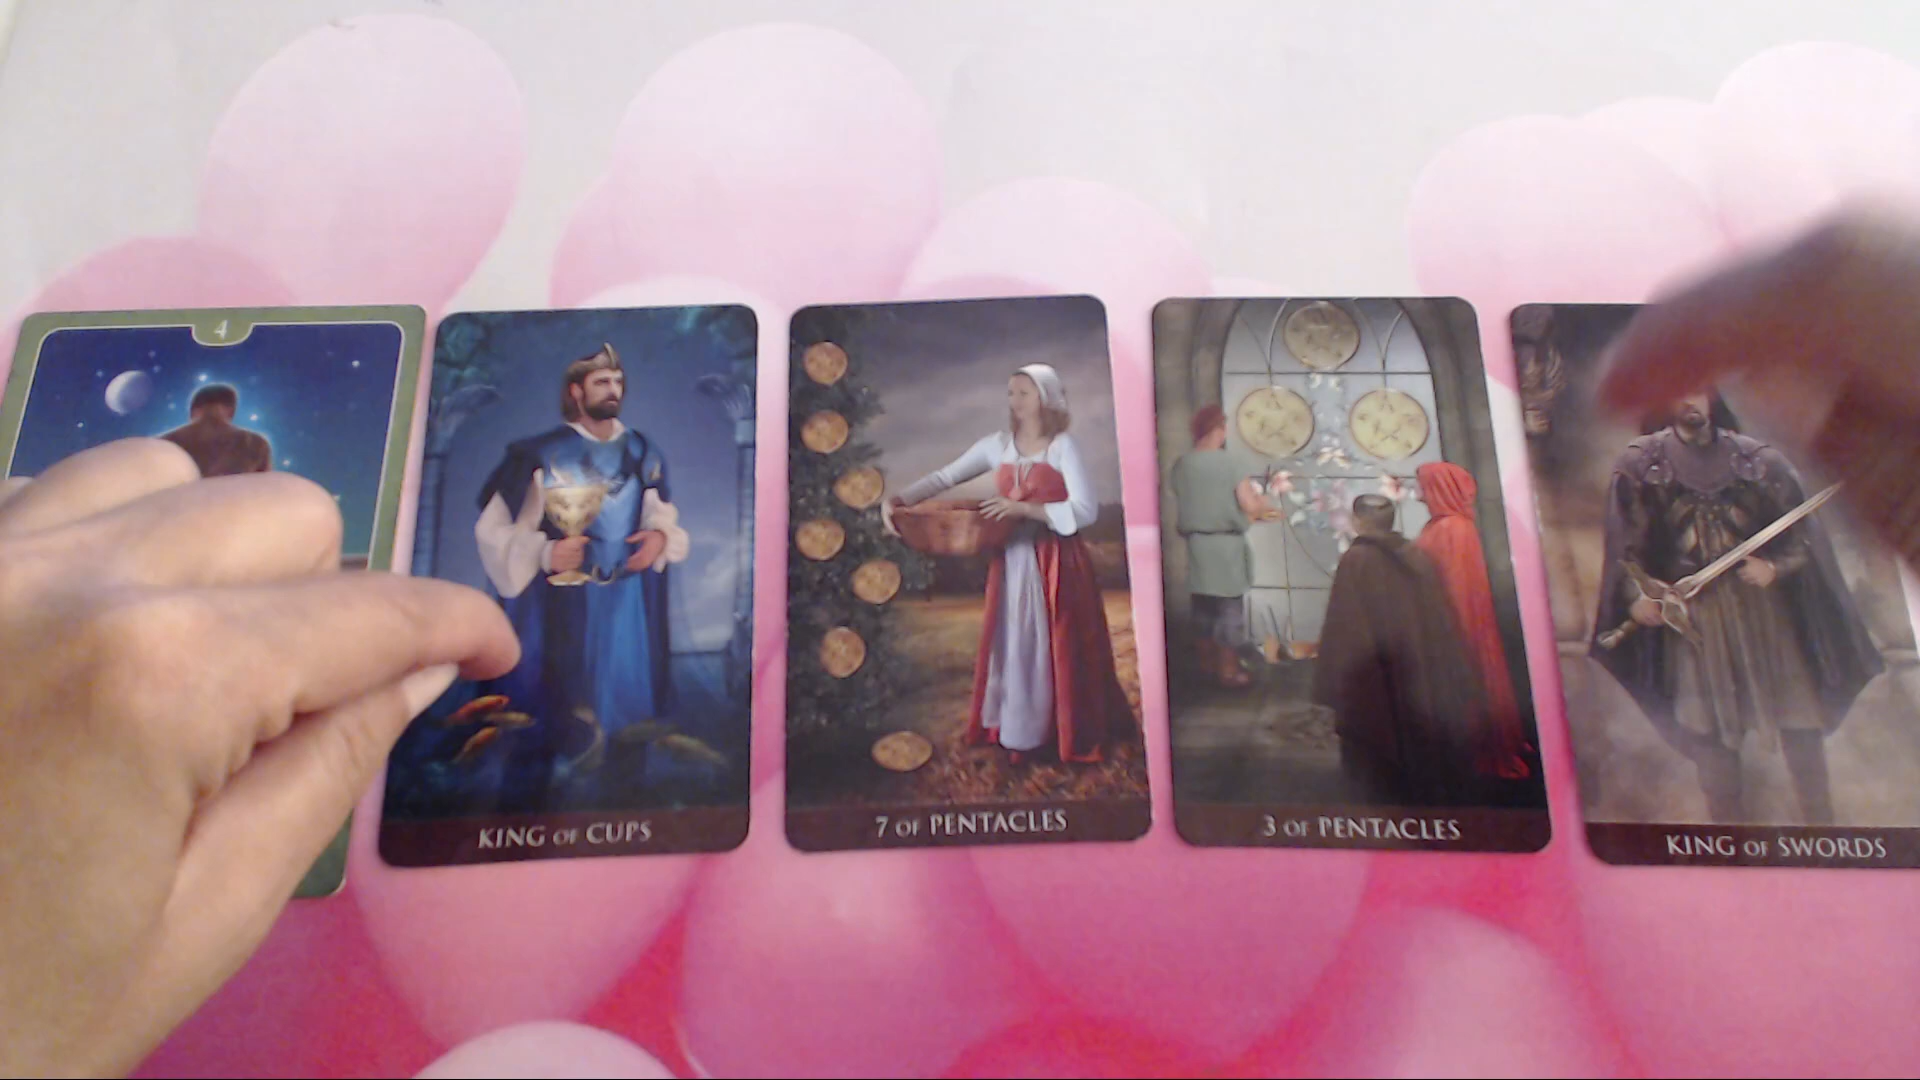 4
KING OF CUPS
7 OF PENTACLES
3 OF PENTACLES
KING OF SWORDS